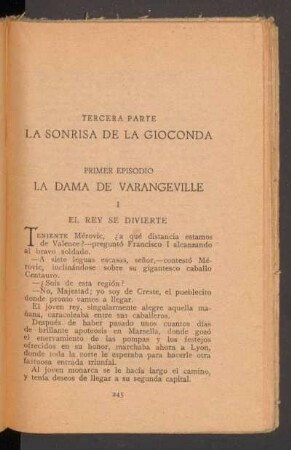 TERCERA PARTE
LA SONRISA DE LA GIOCONDA
PRIMER EPISODIO
LA DAMA DE VARANGEVILLE
I
EL REY SE DIVIERTE
TENIENTE Mérovic, ¿a qué distancia estamos
de Valence?—preguntó Francisco I alcanzando
al bravo soldado.
—A siete leguas escasas, señor,—contestó Méro-
vic, inclinándose sobre su gigantesco caballo
Centauro.
—¿Sois de esta región?
—No, Majestad; yo soy de Creste, el pueblecito
donde pronto vamos a llegar.
El joven rey, singularmente alegre aquella ma-
ñana, caracoleaba entre sus caballeros.
Después de haber pasado unos cuantos días
de brillante apoteosis en Marsella, donde gustó
el enervamiento de las pompas y los festejos
ofrecidos en su honor, marchaba ahora a Lyon,
donde toda la corte le esperaba para hacerle otra
fastuosa entrada triunfal.
Al joven monarca se le hacía largo el camino,
y tenía deseos de llegar a su segunda capital.
243